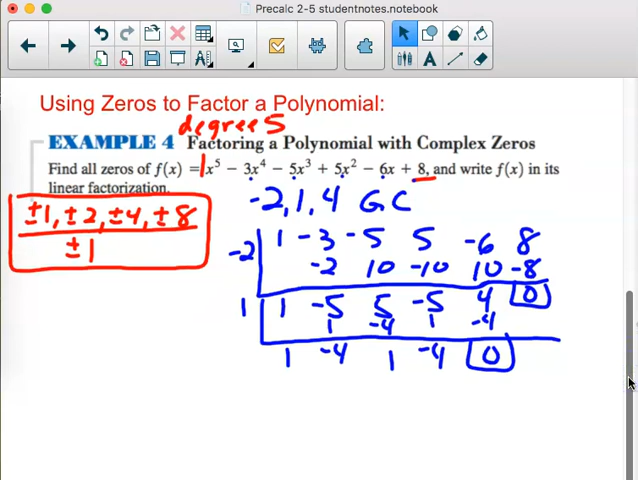 Precalc 2-5 studentnotes.notebook
Using Zeros to Factor a Polynomial:
degree 5
EXAMPLE 4 Factoring a Polynomial with Complex Zeros
Find all zeros of f(x) = 1x⁵ − 3x⁴ − 5x³ + 5x² − 6x + 8, and write f(x) in its
linear factorization.
±1, ±2, ±4, ±8
±1
-2, 1, 4 GC
-2 1 -3 -5 5 -6 8
-2 10 -10 10 -8
1 1 -5 5 -5 4 0
1 -4 1 -4
1 -4 1 -4 0